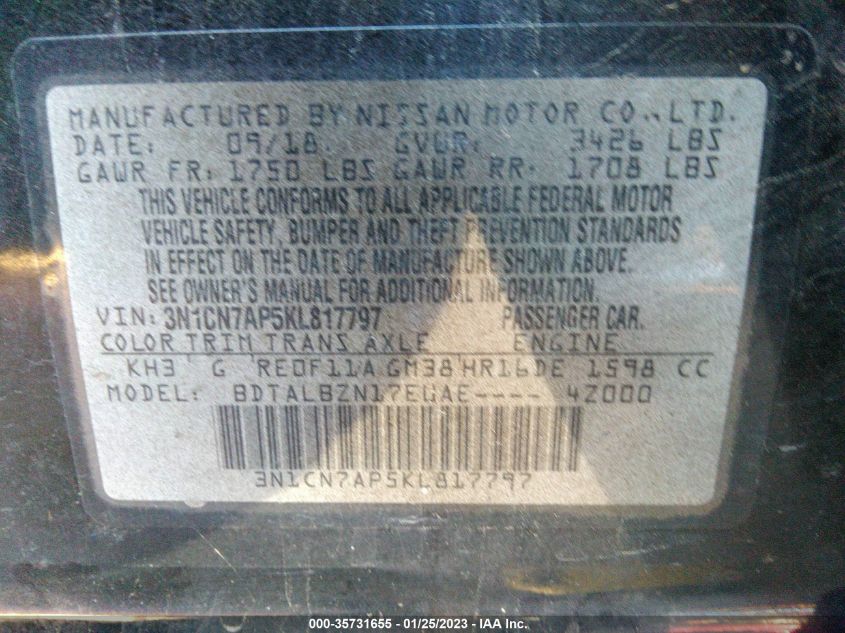 MANUFACTURED BY NISSAN MOTOR CO., LTD.
DATE: 09/18 GVWR: 3426 LBS
GAWR FR: 1750 LBS GAWR RR: 1708 LBS
THIS VEHICLE CONFORMS TO ALL APPLICABLE FEDERAL MOTOR
VEHICLE SAFETY, BUMPER AND THEFT PREVENTION STANDARDS
IN EFFECT ON THE DATE OF MANUFACTURE SHOWN ABOVE.
SEE OWNER'S MANUAL FOR ADDITIONAL INFORMATION.
VIN: 3N1CN7AP5KL817797 PASSENGER CAR.
COLOR TRIM TRANS AXLE ENGINE
KH3 G RE0F11A GM38 HR16DE 1598 CC
MODEL: BDTALBZN17EUAE---- 4Z000
3N1CN7AP5KL817797
000-35731655 - 01/25/2023 - IAA Inc.